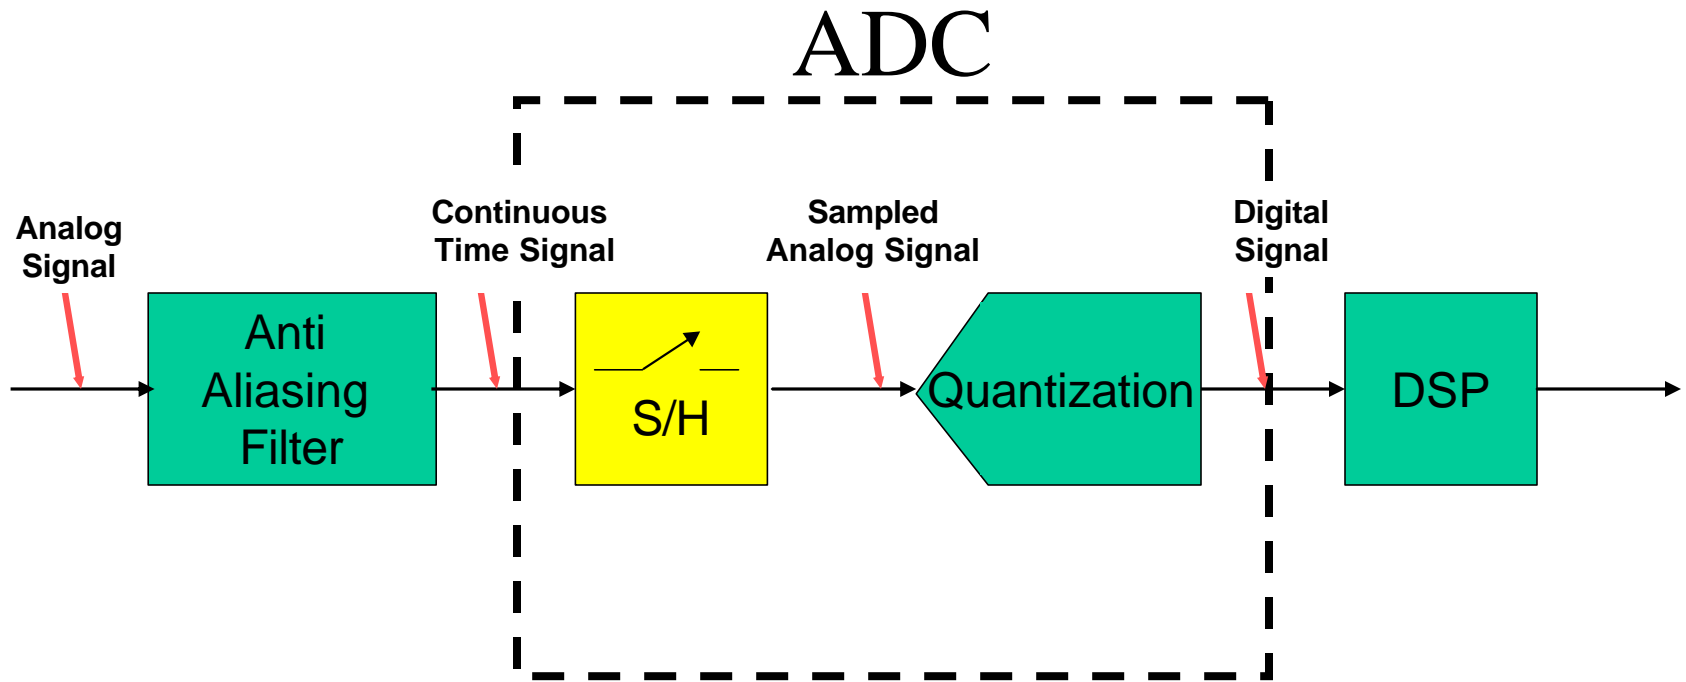 ADC
Analog
Signal
Continuous
Time Signal
Sampled
Analog Signal
Digital
Signal
Anti
Aliasing
Filter
S/H
Quantization
DSP